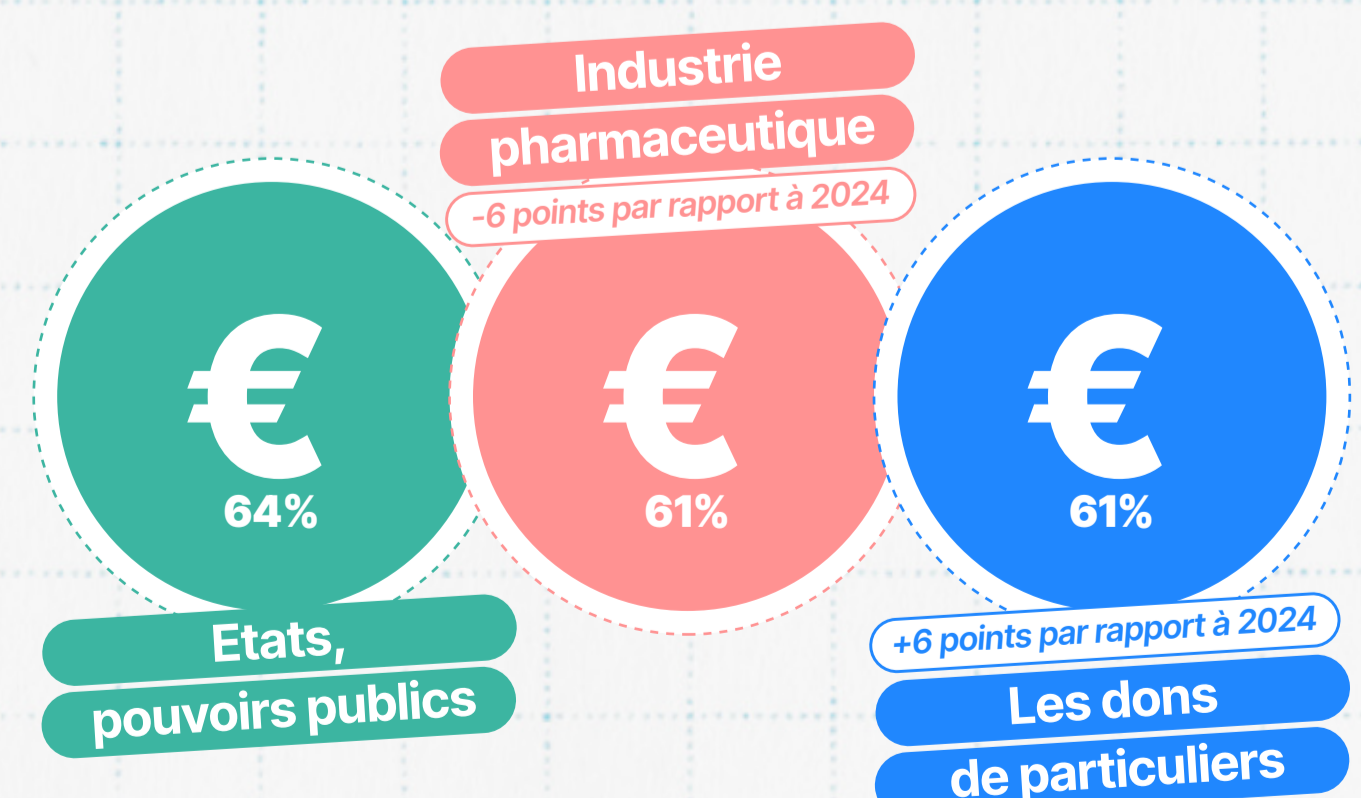 Industrie
pharmaceutique
-6 points par rapport à 2024
€
64%
€
61%
€
61%
Etats,
pouvoirs publics
+6 points par rapport à 2024
Les dons
de particuliers